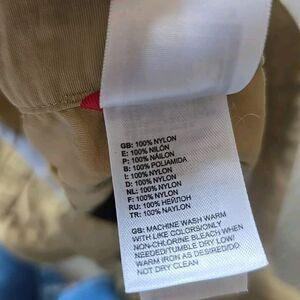 GB: 100% NYLON
E: 100% NILÓN
P: 100% NÁILON
B: 100% POLIAMIDA
I: 100% NYLON
D: 100% NYLON
NL: 100% NYLON
F: 100% NYLON
RU: 100% НЕЙЛОН
TR: 100% NAYLON
GB: MACHINE WASH WARM
WITH LIKE COLORS/ONLY
NON-CHLORINE BLEACH WHEN
NEEDED/TUMBLE DRY LOW/
WARM IRON AS DESIRED/DO
NOT DRY CLEAN